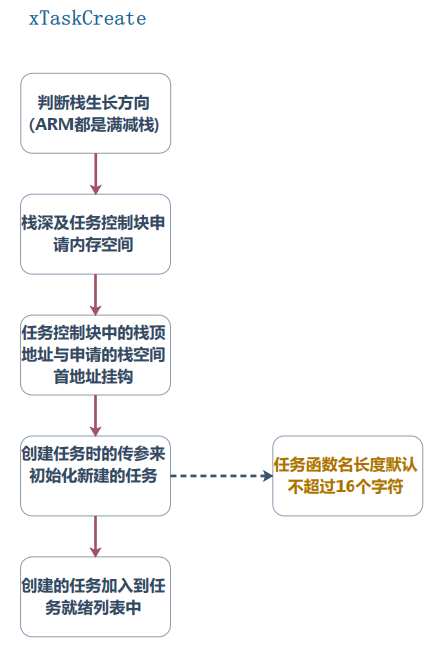 xTaskCreate
判断栈生长方向
(ARM都是满减栈)
栈深及任务控制块申
请内存空间
任务控制块中的栈顶
地址与申请的栈空间
首地址挂钩
创建任务时的传参来
初始化新建的任务
任务函数名长度默认
不超过16个字符
创建的任务加入到任
务就绪列表中